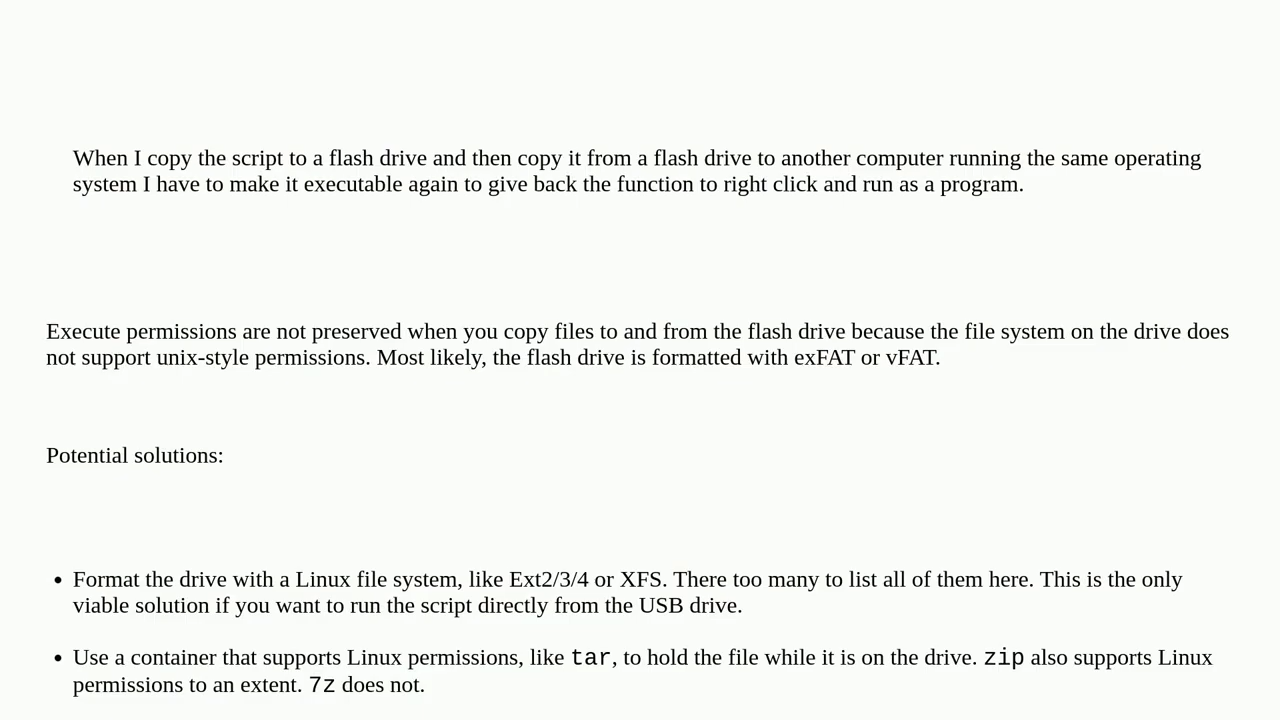 When I copy the script to a flash drive and then copy it from a flash drive to another computer running the same operating
system I have to make it executable again to give back the function to right click and run as a program.
Execute permissions are not preserved when you copy files to and from the flash drive because the file system on the drive does
not support unix-style permissions. Most likely, the flash drive is formatted with exFAT or vFAT.
Potential solutions:
• Format the drive with a Linux file system, like Ext2/3/4 or XFS. There too many to list all of them here. This is the only
viable solution if you want to run the script directly from the USB drive.
• Use a container that supports Linux permissions, like tar, to hold the file while it is on the drive. zip also supports Linux
permissions to an extent. 7z does not.